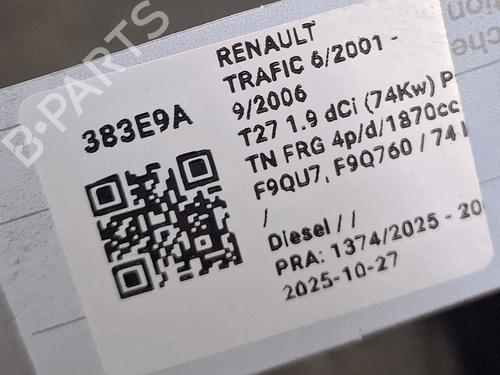 B-PARTS
383E9A
RENAULT
TRAFIC 6/2001 -
9/2006
T27 1.9 dCi (74Kw) P
TN FRG 4p/d/1870cc
F9QU7, F9Q760 / 74
/
Diesel / /
PRA: 1374/2025 - 20
2025-10-27